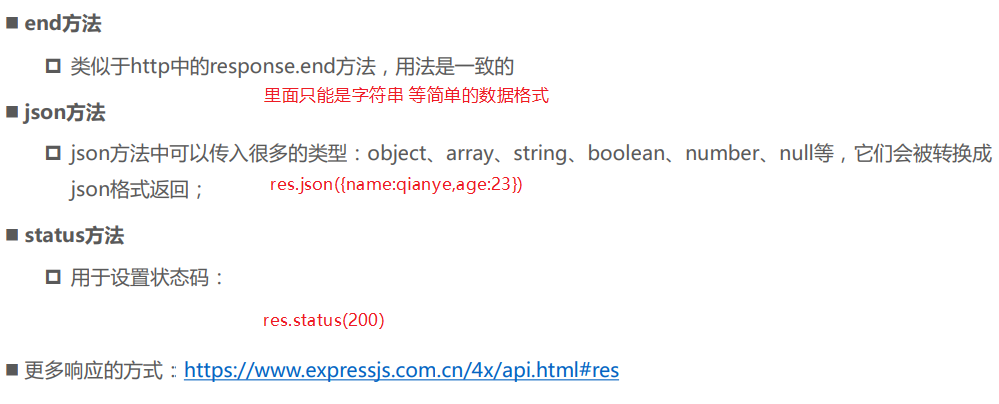 end方法
类似于http中的response.end方法，用法是一致的
里面只能是字符串 等简单的数据格式
json方法
json方法中可以传入很多的类型：object、array、string、boolean、number、null等，它们会被转换成
json格式返回；
res.json({name:qianye,age:23})
status方法
用于设置状态码：
res.status(200)
更多响应的方式：https://www.expressjs.com.cn/4x/api.html#res